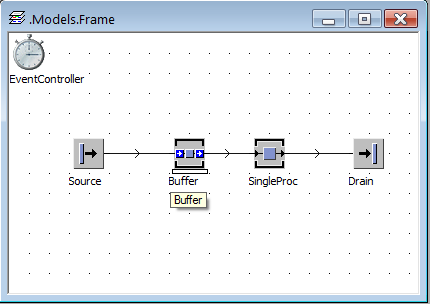 .Models.Frame
EventController
Source
Buffer
SingleProc
Drain
Buffer